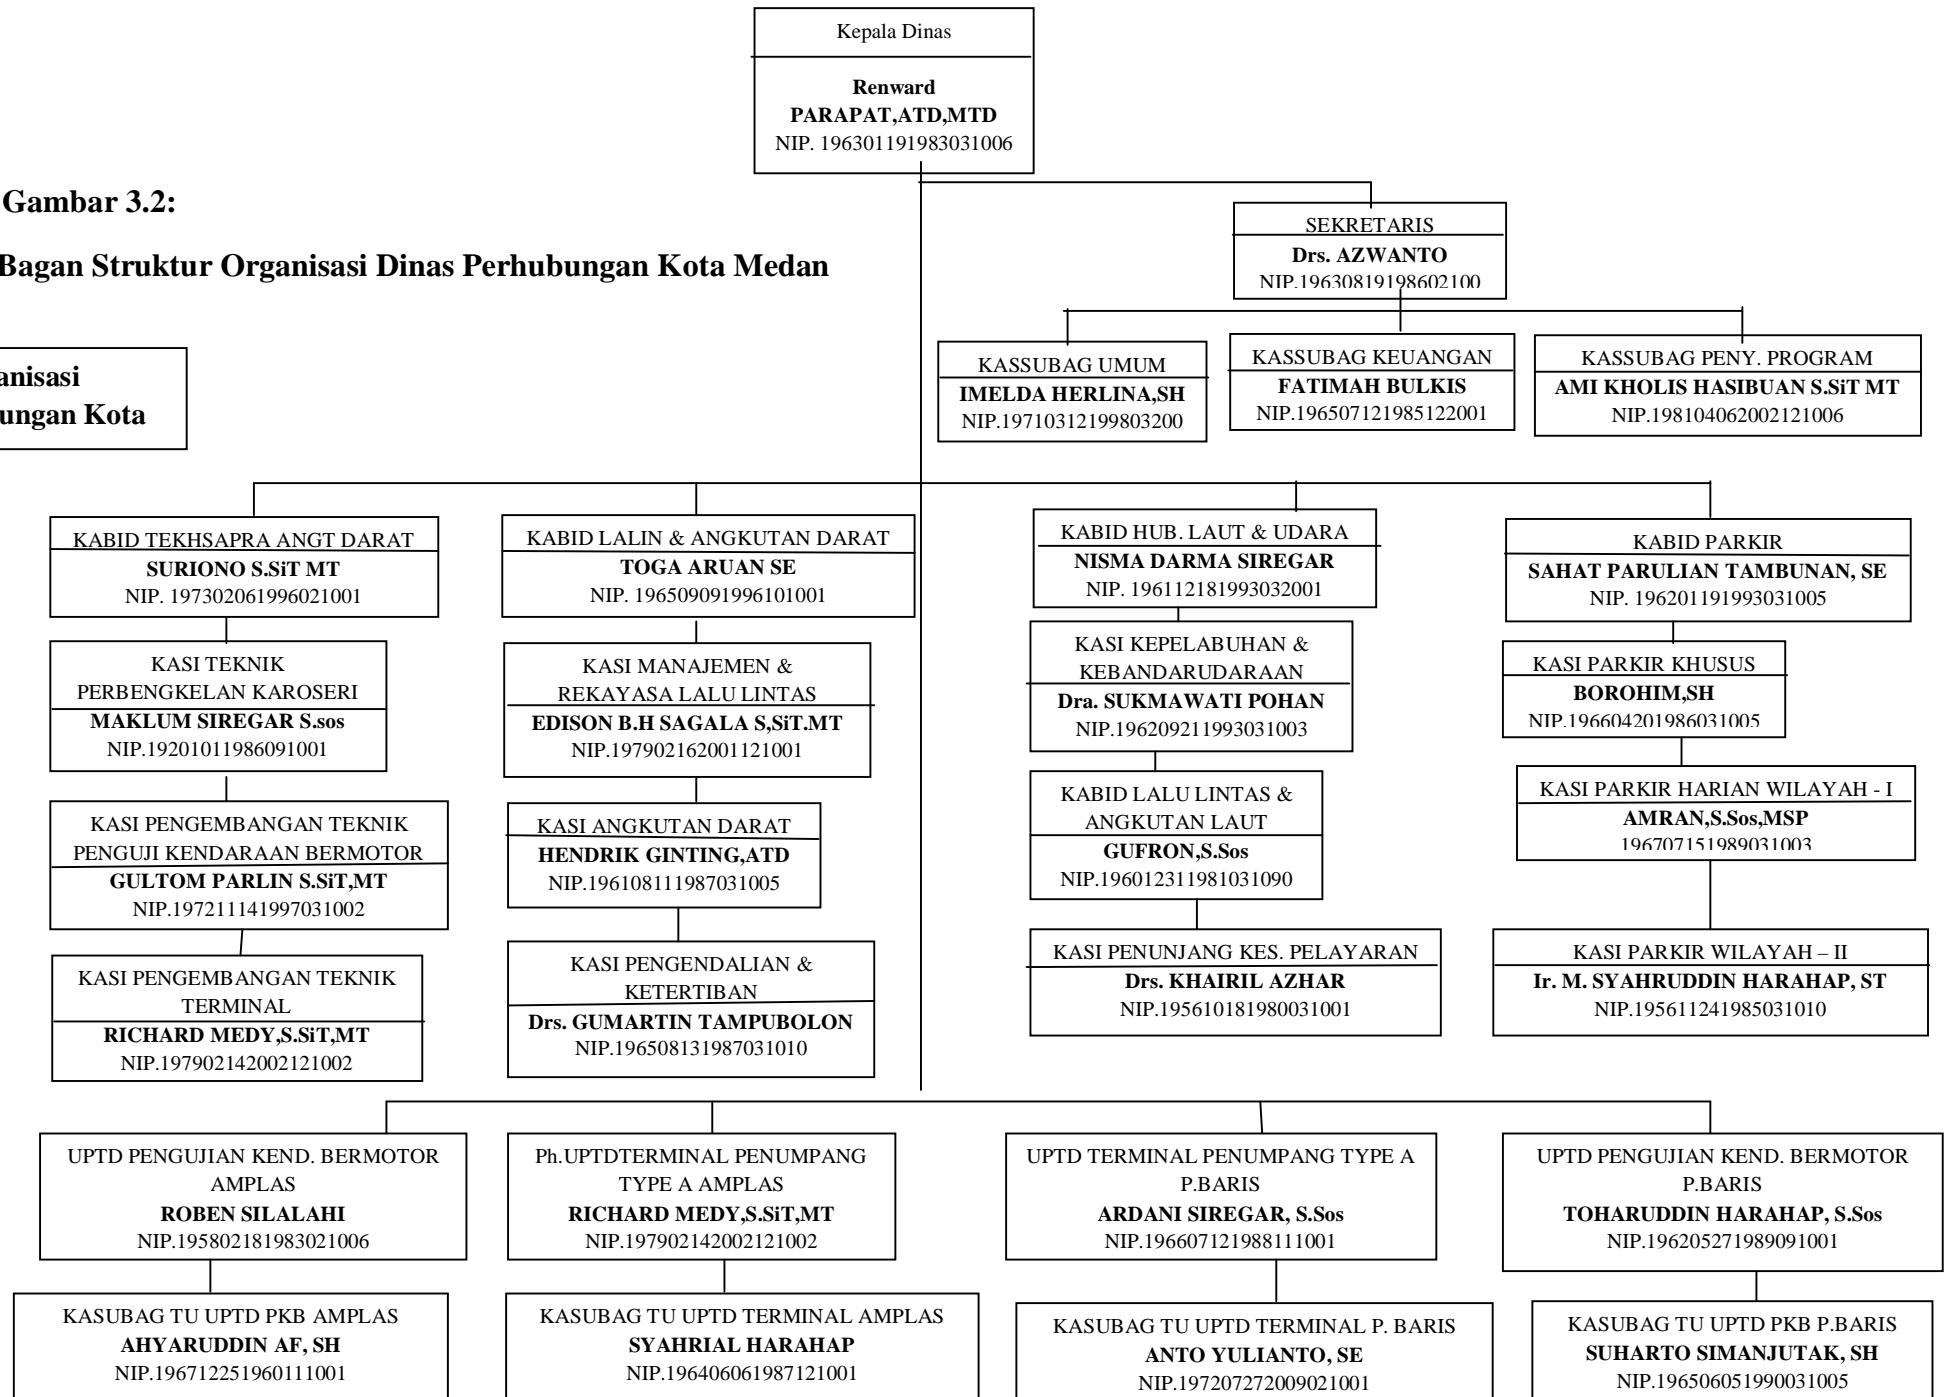 Kepala Dinas
Renward
PARAPAT,ATD,MTD
NIP. 196301191983031006
Gambar 3.2:
Bagan Struktur Organisasi Dinas Perhubungan Kota Medan
anisasi
ungan Kota
SEKRETARIS
Drs. AZWANTO
NIP.19630819198602100
KASSUBAG UMUM
IMELDA HERLINA,SH
NIP.19710312199803200
KASSUBAG KEUANGAN
FATIMAH BULKIS
NIP.196507121985122001
KASSUBAG PENY. PROGRAM
AMI KHOLIS HASIBUAN S.SiT MT
NIP.198104062002121006
KABID TEKHSAPRA ANGT DARAT
SURIONO S.SiT MT
NIP. 197302061996021001
KABID LALIN & ANGKUTAN DARAT
TOGA ARUAN SE
NIP. 196509091996101001
KABID HUB. LAUT & UDARA
NISMA DARMA SIREGAR
NIP. 196112181993032001
KABID PARKIR
SAHAT PARULIAN TAMBUNAN, SE
NIP. 196201191993031005
KASI TEKNIK
PERBENGKELAN KAROSERI
MAKLUM SIREGAR S.sos
NIP.19201011986091001
KASI MANAJEMEN &
REKAYASA LALU LINTAS
EDISON B.H SAGALA S,SiT.MT
NIP.197902162001121001
KASI KEPELABUHAN &
KEBANDARUDARAAN
Dra. SUKMAWATI POHAN
NIP.196209211993031003
KASI PARKIR KHUSUS
BOROHIM,SH
NIP.196604201986031005
KASI PENGEMBANGAN TEKNIK
PENGUJI KENDARAAN BERMOTOR
GULTOM PARLIN S.SiT,MT
NIP.197211141997031002
KASI ANGKUTAN DARAT
HENDRIK GINTING,ATD
NIP.196108111987031005
KABID LALU LINTAS &
ANGKUTAN LAUT
GUFRON,S.Sos
NIP.196012311981031090
KASI PARKIR HARIAN WILAYAH - I
AMRAN,S.Sos,MSP
196707151989031003
KASI PENGEMBANGAN TEKNIK
TERMINAL
RICHARD MEDY,S.SiT,MT
NIP.197902142002121002
KASI PENGENDALIAN &
KETERTIBAN
Drs. GUMARTIN TAMPUBOLON
NIP.196508131987031010
KASI PENUNJANG KES. PELAYARAN
Drs. KHAIRIL AZHAR
NIP.195610181980031001
KASI PARKIR WILAYAH – II
Ir. M. SYAHRUDDIN HARAHAP, ST
NIP.195611241985031010
UPTD PENGUJIAN KEND. BERMOTOR
AMPLAS
ROBEN SILALAHI
NIP.195802181983021006
Ph.UPTDTERMINAL PENUMPANG
TYPE A AMPLAS
RICHARD MEDY,S.SiT,MT
NIP.197902142002121002
UPTD TERMINAL PENUMPANG TYPE A
P.BARIS
ARDANI SIREGAR, S.Sos
NIP.196607121988111001
UPTD PENGUJIAN KEND. BERMOTOR
P.BARIS
TOHARUDDIN HARAHAP, S.Sos
NIP.196205271989091001
KASUBAG TU UPTD PKB AMPLAS
AHYARUDDIN AF, SH
NIP.196712251960111001
KASUBAG TU UPTD TERMINAL AMPLAS
SYAHRIAL HARAHAP
NIP.196406061987121001
KASUBAG TU UPTD TERMINAL P. BARIS
ANTO YULIANTO, SE
NIP.197207272009021001
KASUBAG TU UPTD PKB P.BARIS
SUHARTO SIMANJUTAK, SH
NIP.196506051990031005